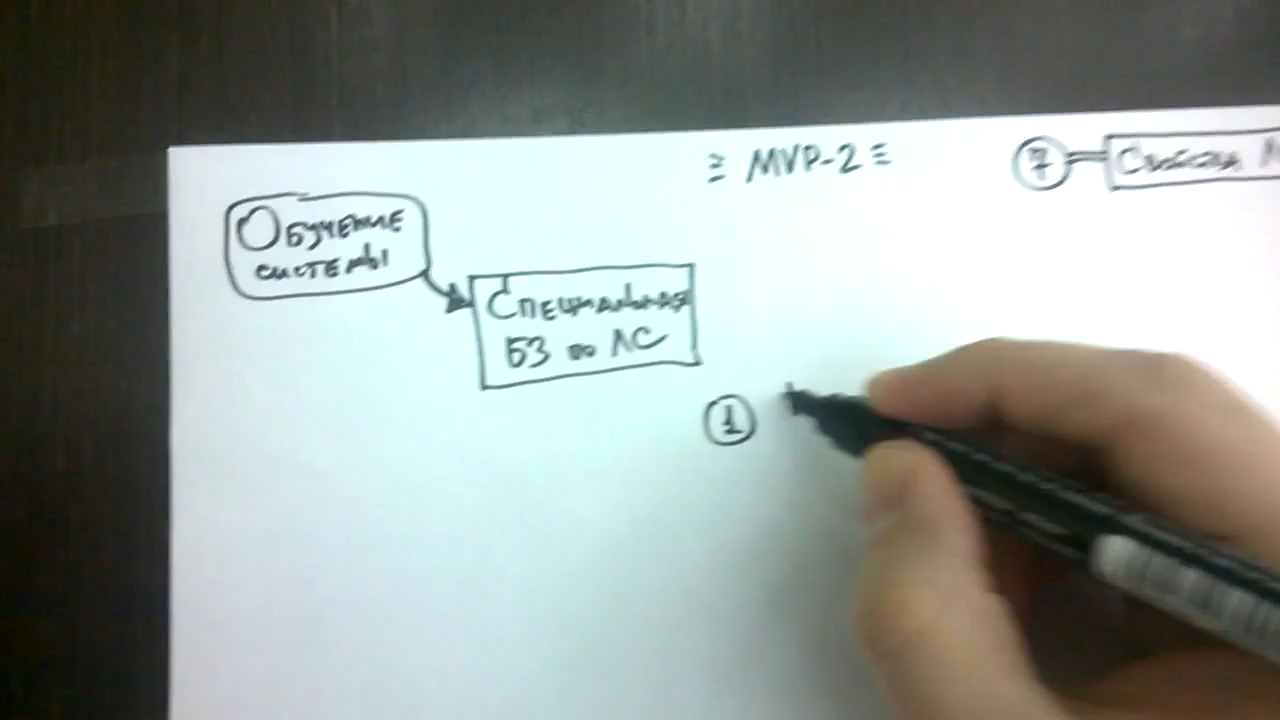 ≥ MVP-2 ≡
7
Обучение
системы
Специальная
БЗ по ЛС
1